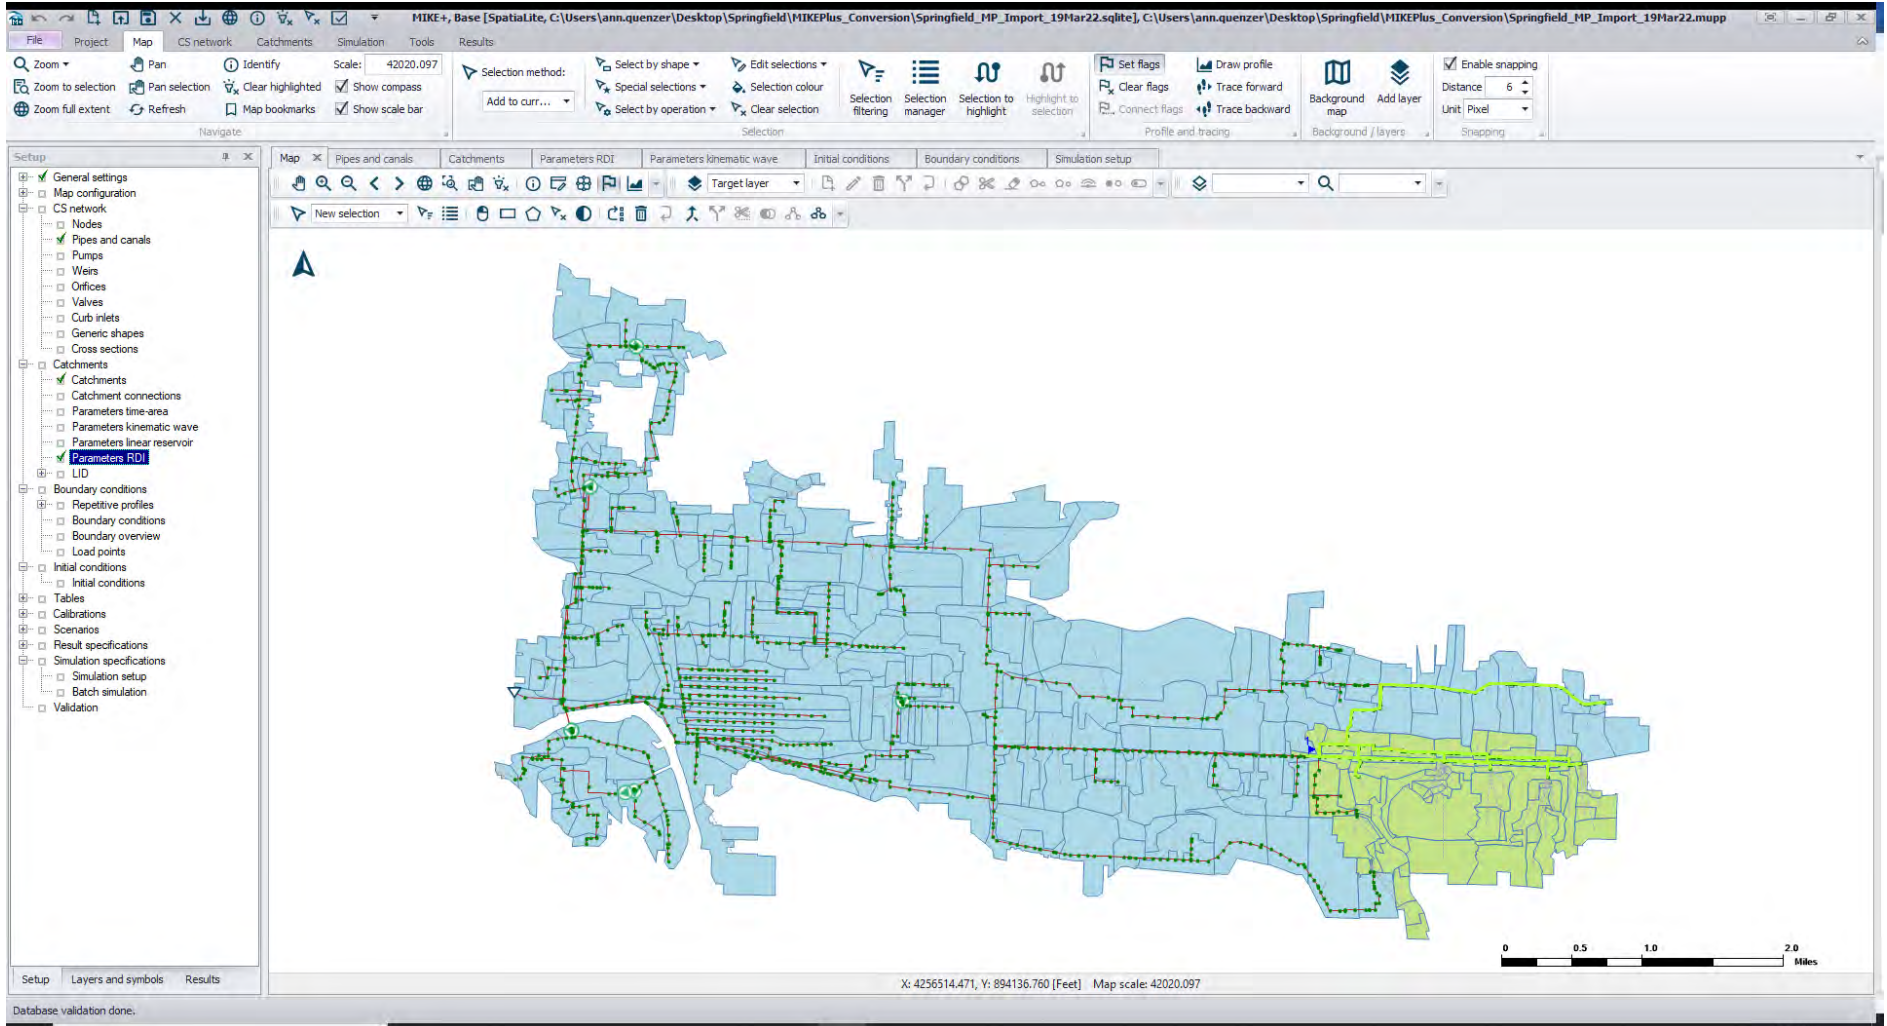 MIKE+, Base [SpatiaLite, C:\Users\ann.quenzer\Desktop\Springfield\MIKEPlus_Conversion\Springfield_MP_Import_19Mar22.sqlite], C:\Users\ann.quenzer\Desktop\Springfield\MIKEPlus_Conversion\Springfield_MP_Import_19Mar22.mupp
File Project Map CS network Catchments Simulation Tools Results
Zoom Pan Identify Scale: 42020.097
Zoom to selection Pan selection Clear highlighted Show compass
Zoom full extent Refresh Map bookmarks Show scale bar
Navigate
Selection method:
Add to curr...
Select by shape Edit selections
Special selections Selection colour
Select by operation Clear selection
Selection filtering Selection manager Selection to highlight Highlight to selection
Selection
Set flags Draw profile
Clear flags Trace forward
Connect flags Trace backward
Profile and tracing
Background map Add layer
Background / layers
Enable snapping
Distance 6
Unit Pixel
Snapping
Setup
General settings
Map configuration
CS network
Nodes
Pipes and canals
Pumps
Weirs
Orifices
Valves
Curb inlets
Generic shapes
Cross sections
Catchments
Catchments
Catchment connections
Parameters time-area
Parameters kinematic wave
Parameters linear reservoir
Parameters RDI
LID
Boundary conditions
Repetitive profiles
Boundary conditions
Boundary overview
Load points
Initial conditions
Initial conditions
Tables
Calibrations
Scenarios
Result specifications
Simulation specifications
Simulation setup
Batch simulation
Validation
Setup Layers and symbols Results
Map Pipes and canals Catchments Parameters RDI Parameters kinematic wave Initial conditions Boundary conditions Simulation setup
Target layer
New selection
0 0.5 1.0 2.0
Miles
X: 4256514.471, Y: 894136.760 [Feet] Map scale: 42020.097
Database validation done.